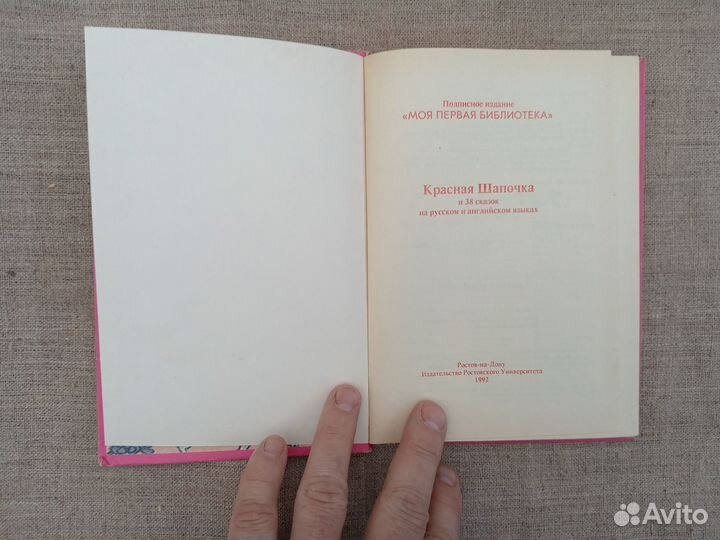 Подписное издание
«МОЯ ПЕРВАЯ БИБЛИОТЕКА»
Красная Шапочка
и 38 сказок
на русском и английском языках
Ростов-на-Дону
Издательство Ростовского Университета
1992
Avito